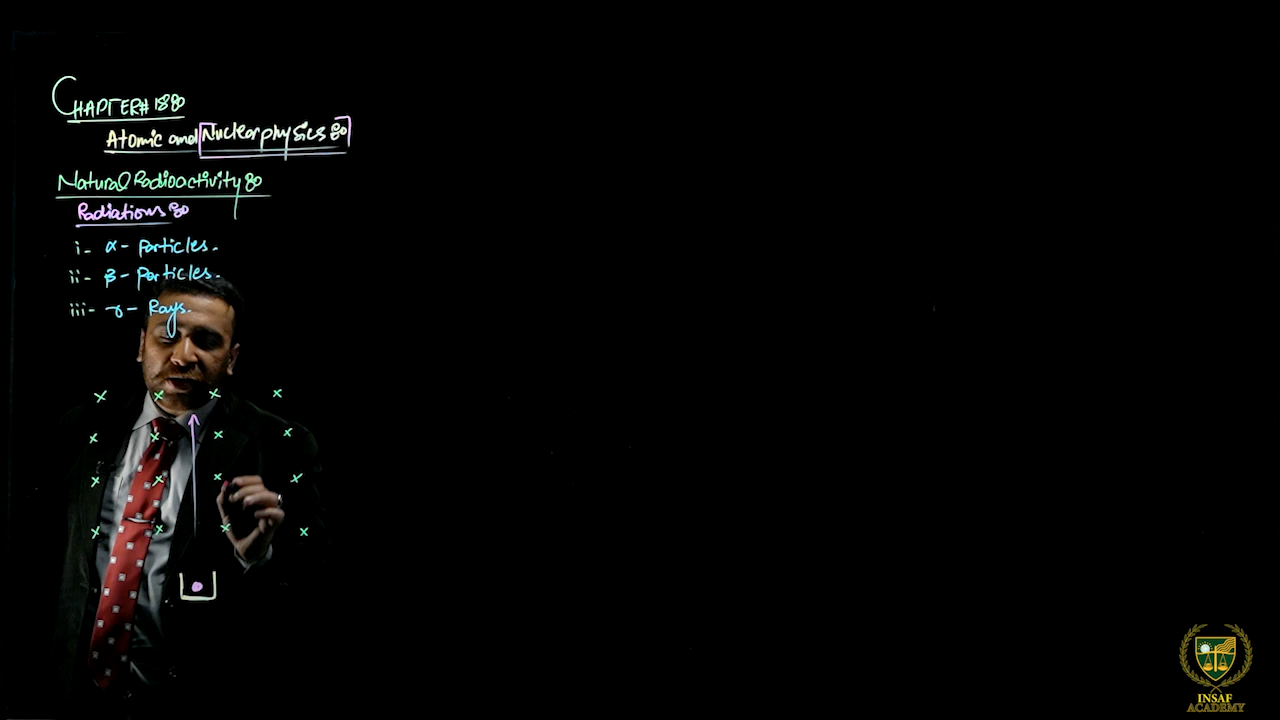 CHAPTER# 18:
Atomic and Nuclear physics:
Natural Radioactivity:
Radiations:
i- α- particles.
ii- β- particles.
iii- γ- Rays.
x x x x
x x x x
x x x x
x x x x
INSAF
ACADEMY